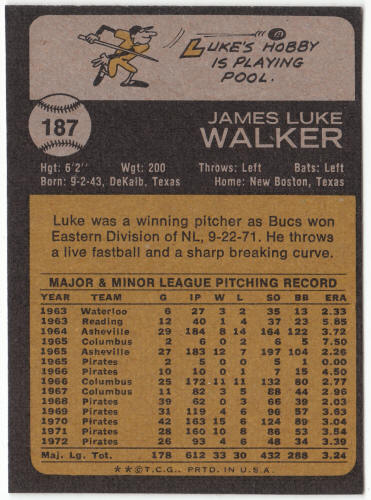 LUKE'S HOBBY
IS PLAYING
POOL.
187
JAMES LUKE
WALKER
Hgt: 6'2" Wgt: 200 Throws: Left Bats: Left
Born: 9-2-43, DeKalb, Texas Home: New Boston, Texas
Luke was a winning pitcher as Bucs won
Eastern Division of NL, 9-22-71. He throws
a live fastball and a sharp breaking curve.
MAJOR & MINOR LEAGUE PITCHING RECORD
YEAR TEAM G IP W L SO BB ERA
1963 Waterloo 6 27 3 2 35 13 2.33
1963 Reading 12 40 1 4 38 23 5.85
1964 Asheville 29 184 8 14 164 122 3.72
1965 Columbus 2 6 0 5 6 5 7.50
1965 Asheville 27 183 12 7 197 104 2.26
1965 Pirates 2 5 0 0 5 1 0.00
1966 Pirates 10 10 0 1 7 15 4.50
1966 Columbus 25 172 11 11 132 80 2.77
1967 Columbus 11 82 3 5 88 44 2.96
1968 Pirates 39 62 0 3 66 39 2.03
1969 Pirates 31 119 4 6 96 57 3.63
1970 Pirates 42 163 15 6 124 89 3.04
1971 Pirates 28 160 10 8 86 53 3.54
1972 Pirates 26 93 4 6 48 34 3.39
Maj. Lg. Tot. 178 612 33 30 432 288 3.24
**©T.C.G. PRTD. IN U.S.A.